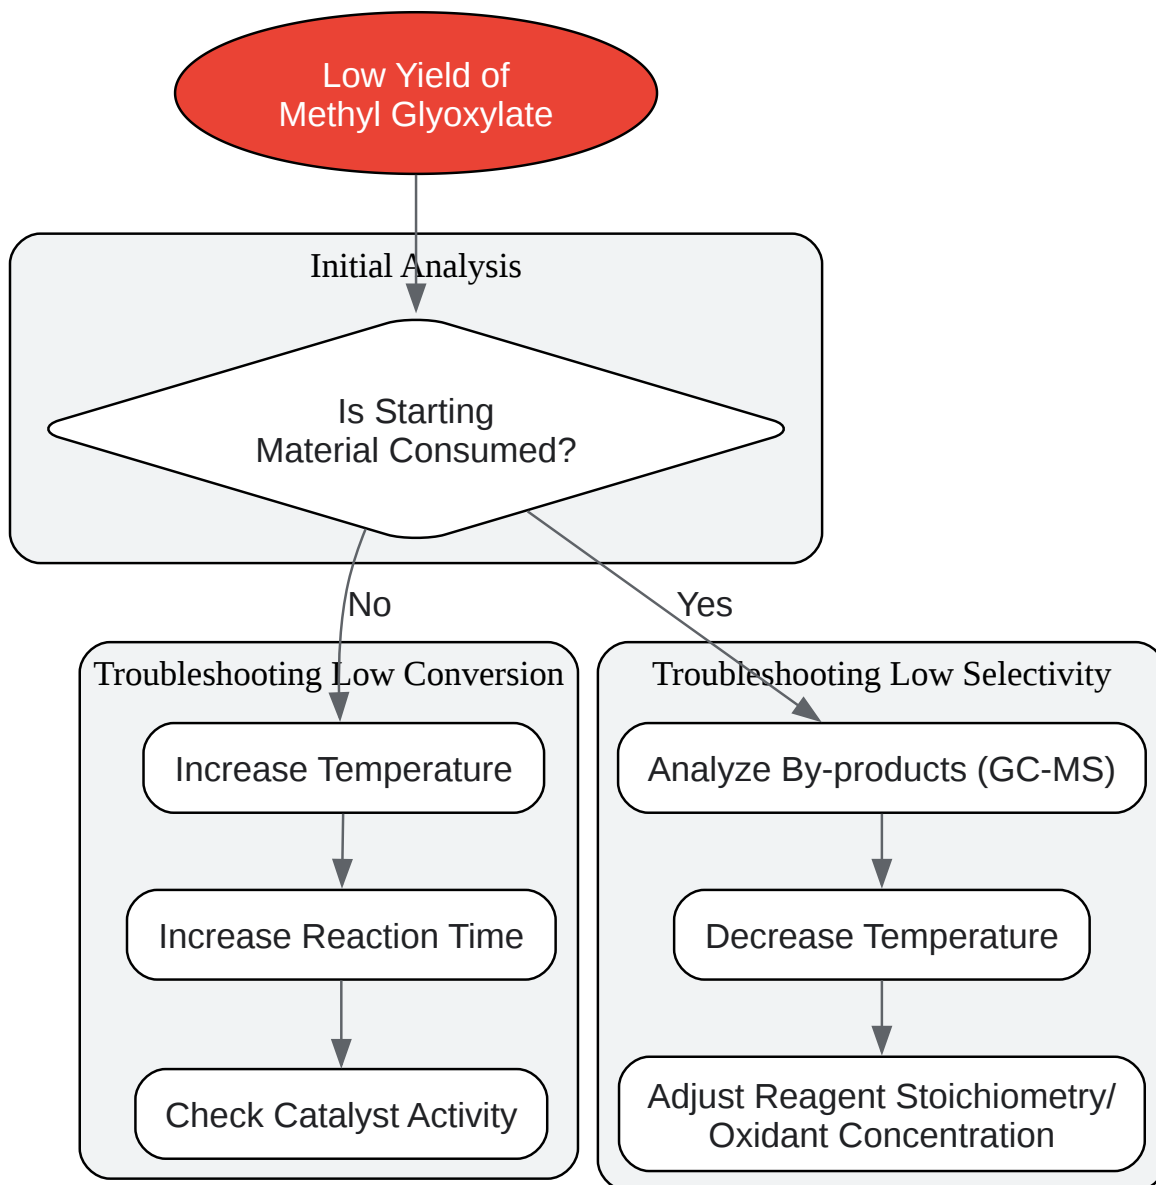 Low Yield of
Methyl Glyoxylate
Initial Analysis
Is Starting
Material Consumed?
No
Yes
Troubleshooting Low Conversion
Increase Temperature
Increase Reaction Time
Check Catalyst Activity
Troubleshooting Low Selectivity
Analyze By-products (GC-MS)
Decrease Temperature
Adjust Reagent Stoichiometry/
Oxidant Concentration